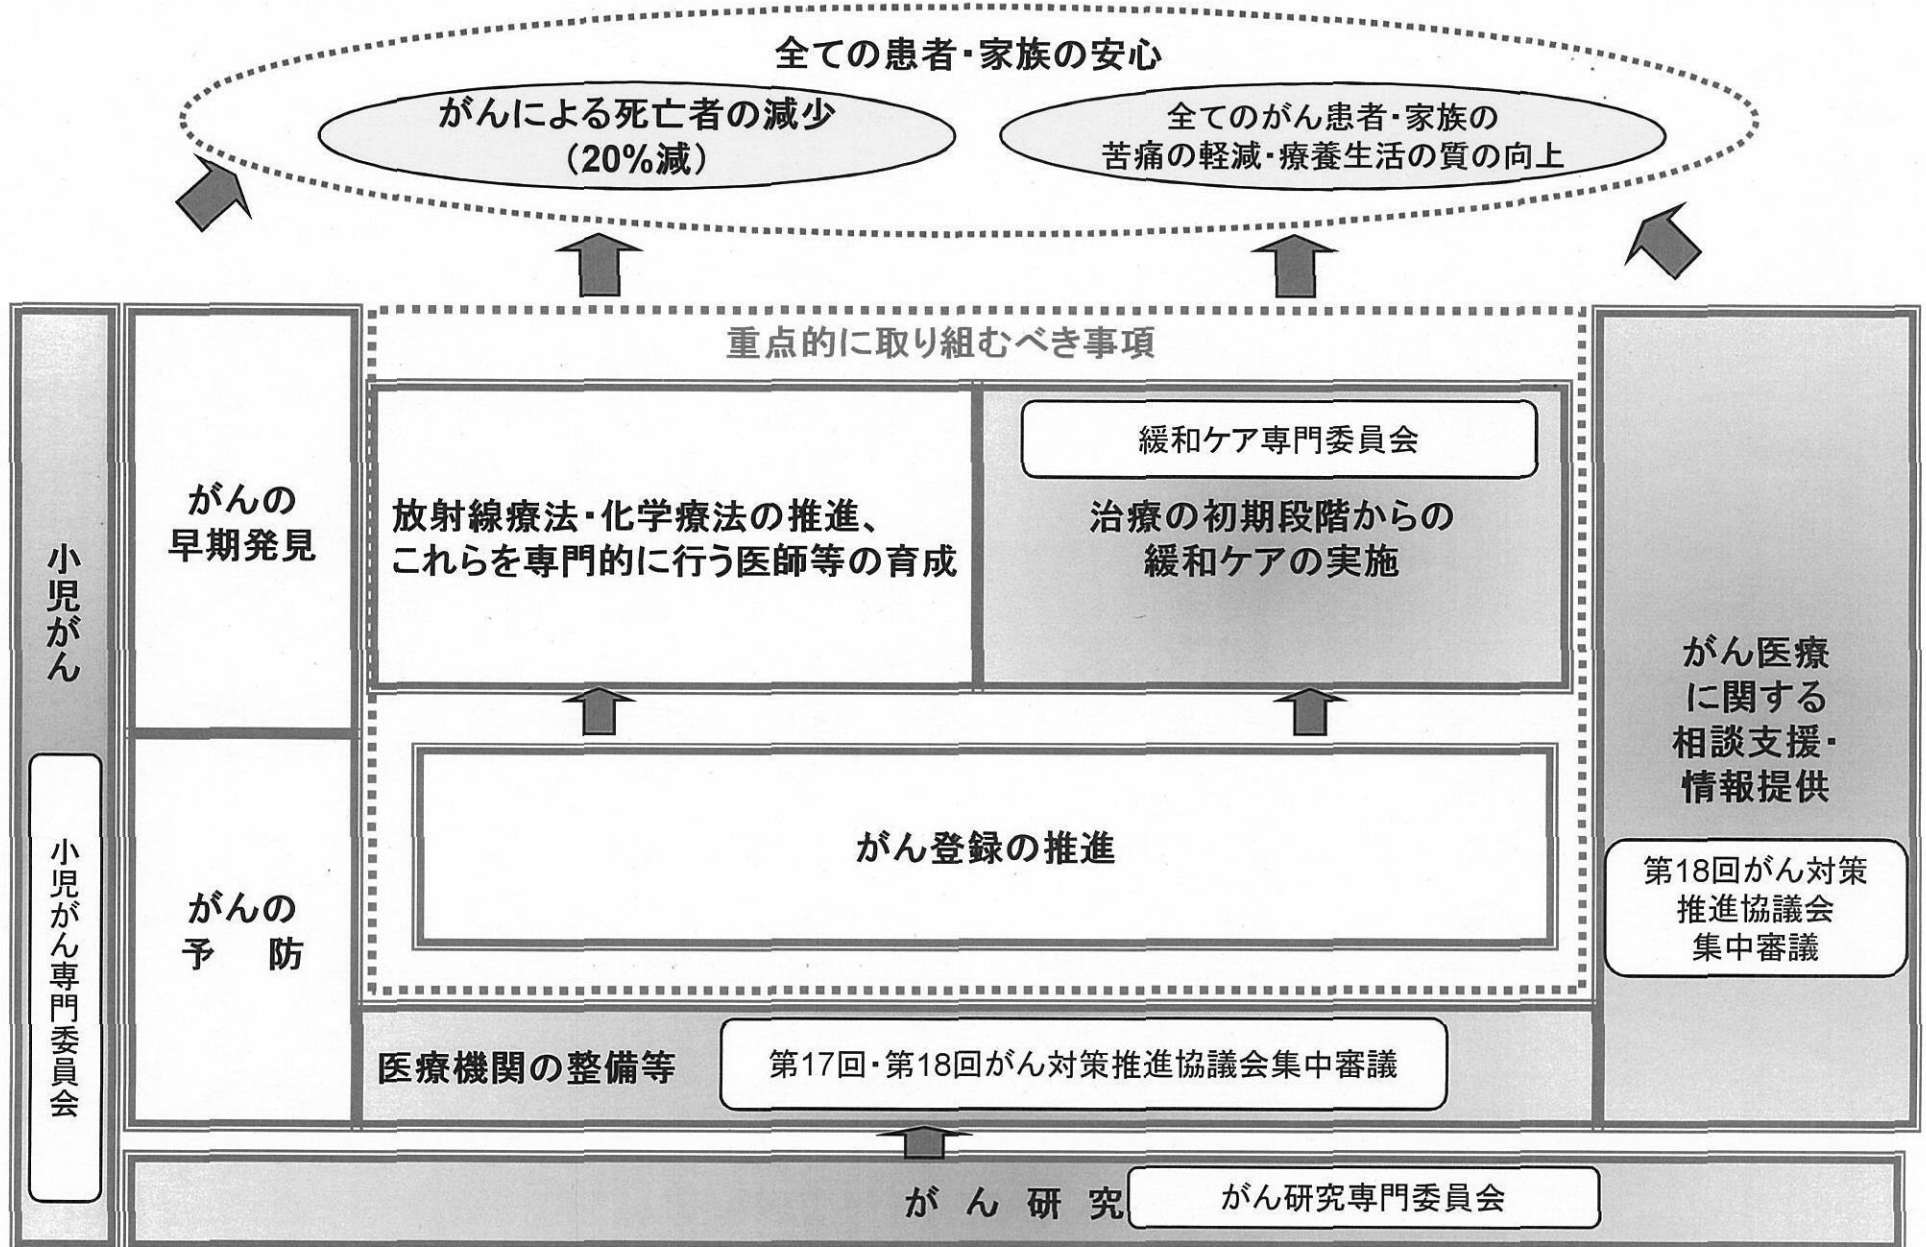 全ての患者・家族の安心
がんによる死亡者の減少
(20%減)
全てのがん患者・家族の
苦痛の軽減・療養生活の質の向上
小児がん
小児がん専門委員会
がんの
早期発見
がんの
予　防
重点的に取り組むべき事項
放射線療法・化学療法の推進、
これらを専門的に行う医師等の育成
緩和ケア専門委員会
治療の初期段階からの
緩和ケアの実施
がん登録の推進
医療機関の整備等
第17回・第18回がん対策推進協議会集中審議
がん医療
に関する
相談支援・
情報提供
第18回がん対策
推進協議会
集中審議
がん研究
がん研究専門委員会